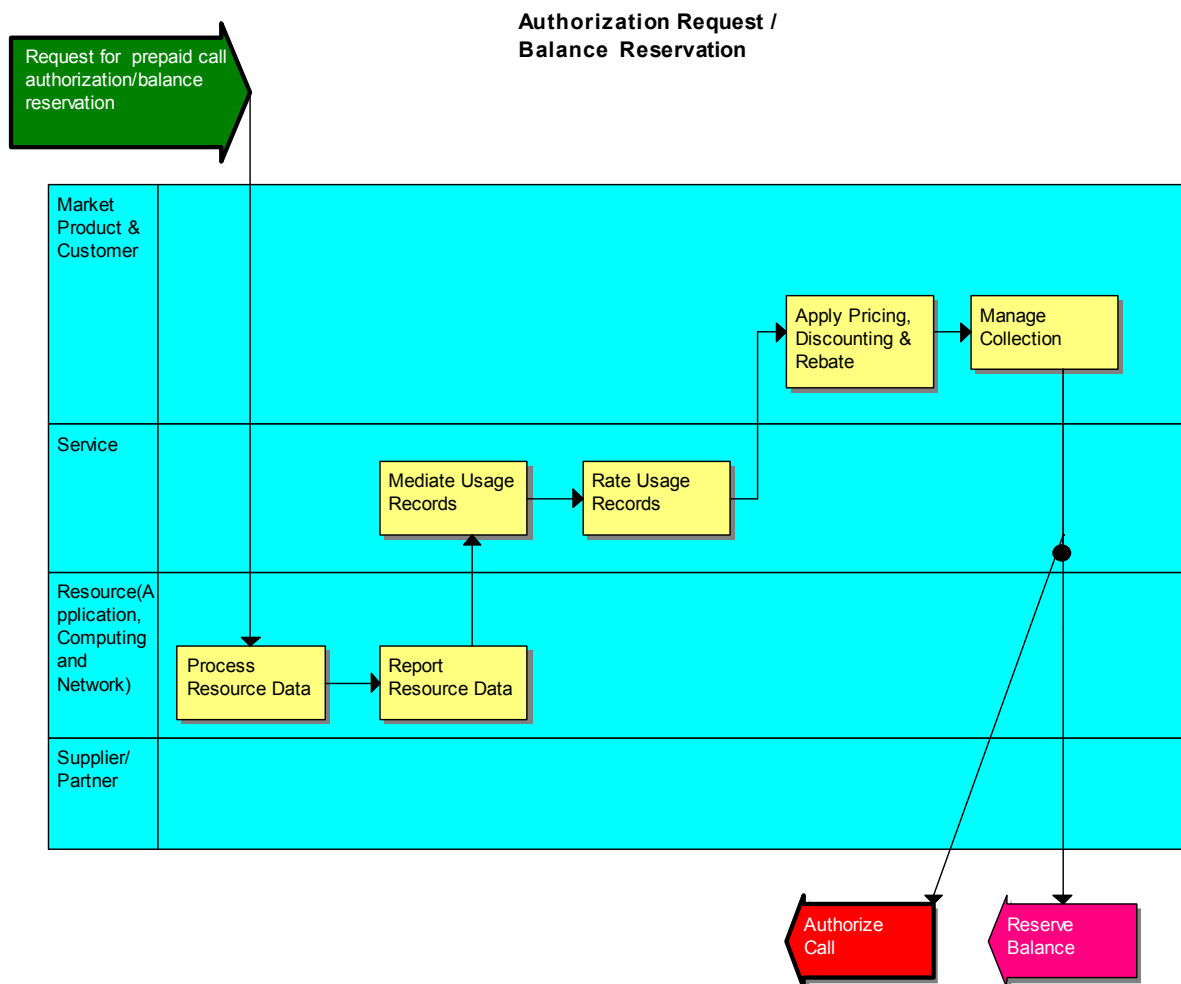 Authorization Request /
Balance Reservation
Request for prepaid call
authorization/balance
reservation
Market
Product &
Customer
Apply Pricing,
Discounting &
Rebate
Manage
Collection
Service
Mediate Usage
Records
Rate Usage
Records
Resource(A
pplication,
Computing
and
Network)
Process
Resource Data
Report
Resource Data
Supplier/
Partner
Authorize
Call
Reserve
Balance